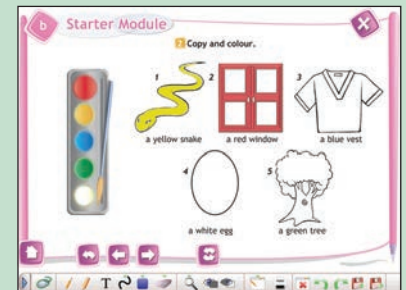 b Starter Module
2 Copy and colour.
1 2 3
a yellow snake a red window a blue vest
4 5
a white egg a green tree
T